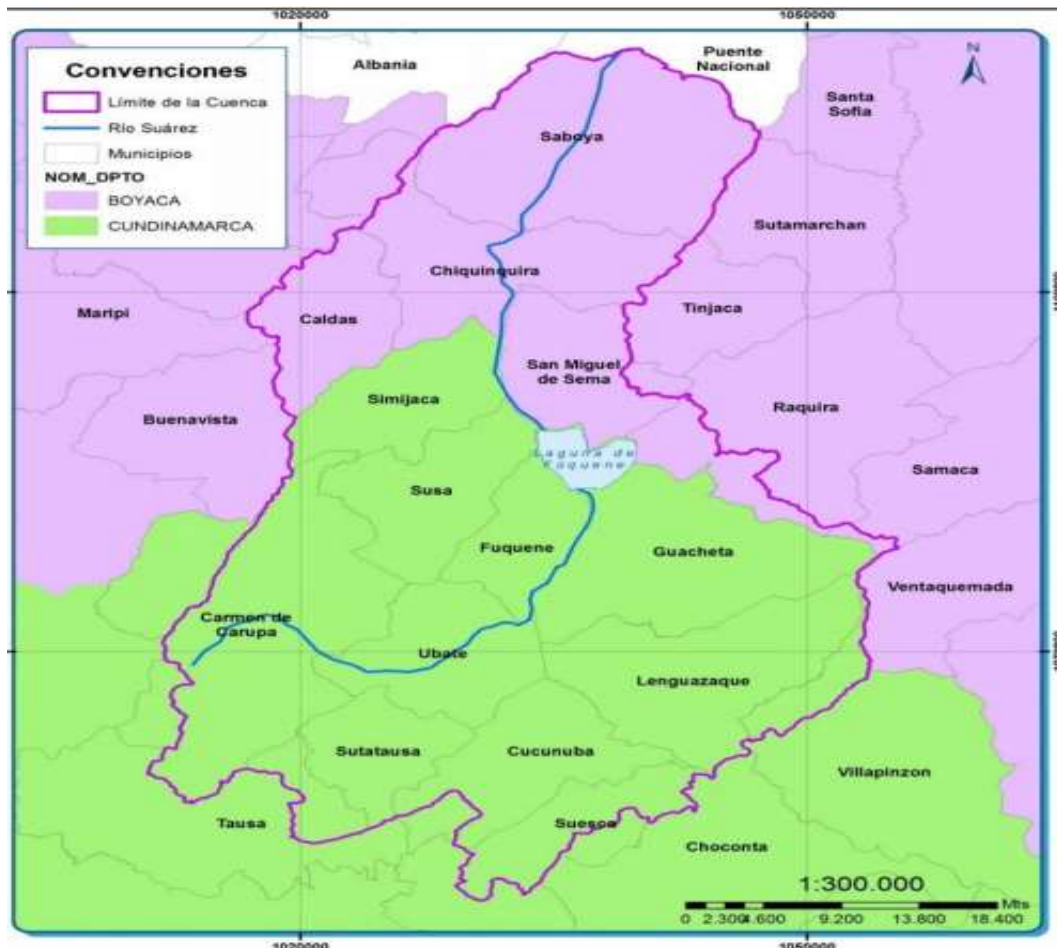 1020000
1050000
Convenciones
Límite de la Cuenca
Río Suárez
Municipios
NOM_DPTO
BOYACA
CUNDINAMARCA
Albania
Puente
Nacional
N
Santa
Sofia
Saboya
Sutamarchan
Chiquinquira
Maripi
Caldas
Tinjaca
San Miguel
de Sema
Simijaca
Buenavista
Raquira
Laguna de
Fuquene
Samaca
Susa
Fuquene
Guacheta
Ventaquemada
Carmen de
Carupa
Ubate
Lenguazaque
Sutatausa
Cucunuba
Villapinzon
Tausa
Suesca
Choconta
1:300.000
Mts
0 2.300 4.600 9.200 13.800 18.400
1020000
1050000